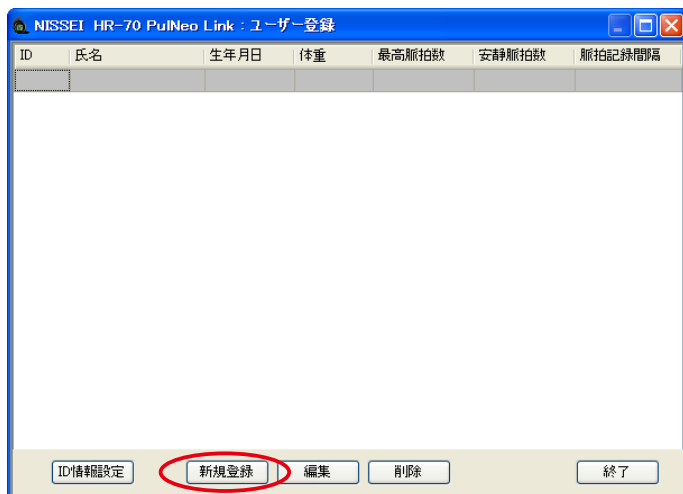 NISSEI HR-70 PulNeo Link：ユーザー登録
ID 氏名 生年月日 体重 最高脈拍数 安静脈拍数 脈拍記録間隔
ID情報設定 新規登録 編集 削除 終了